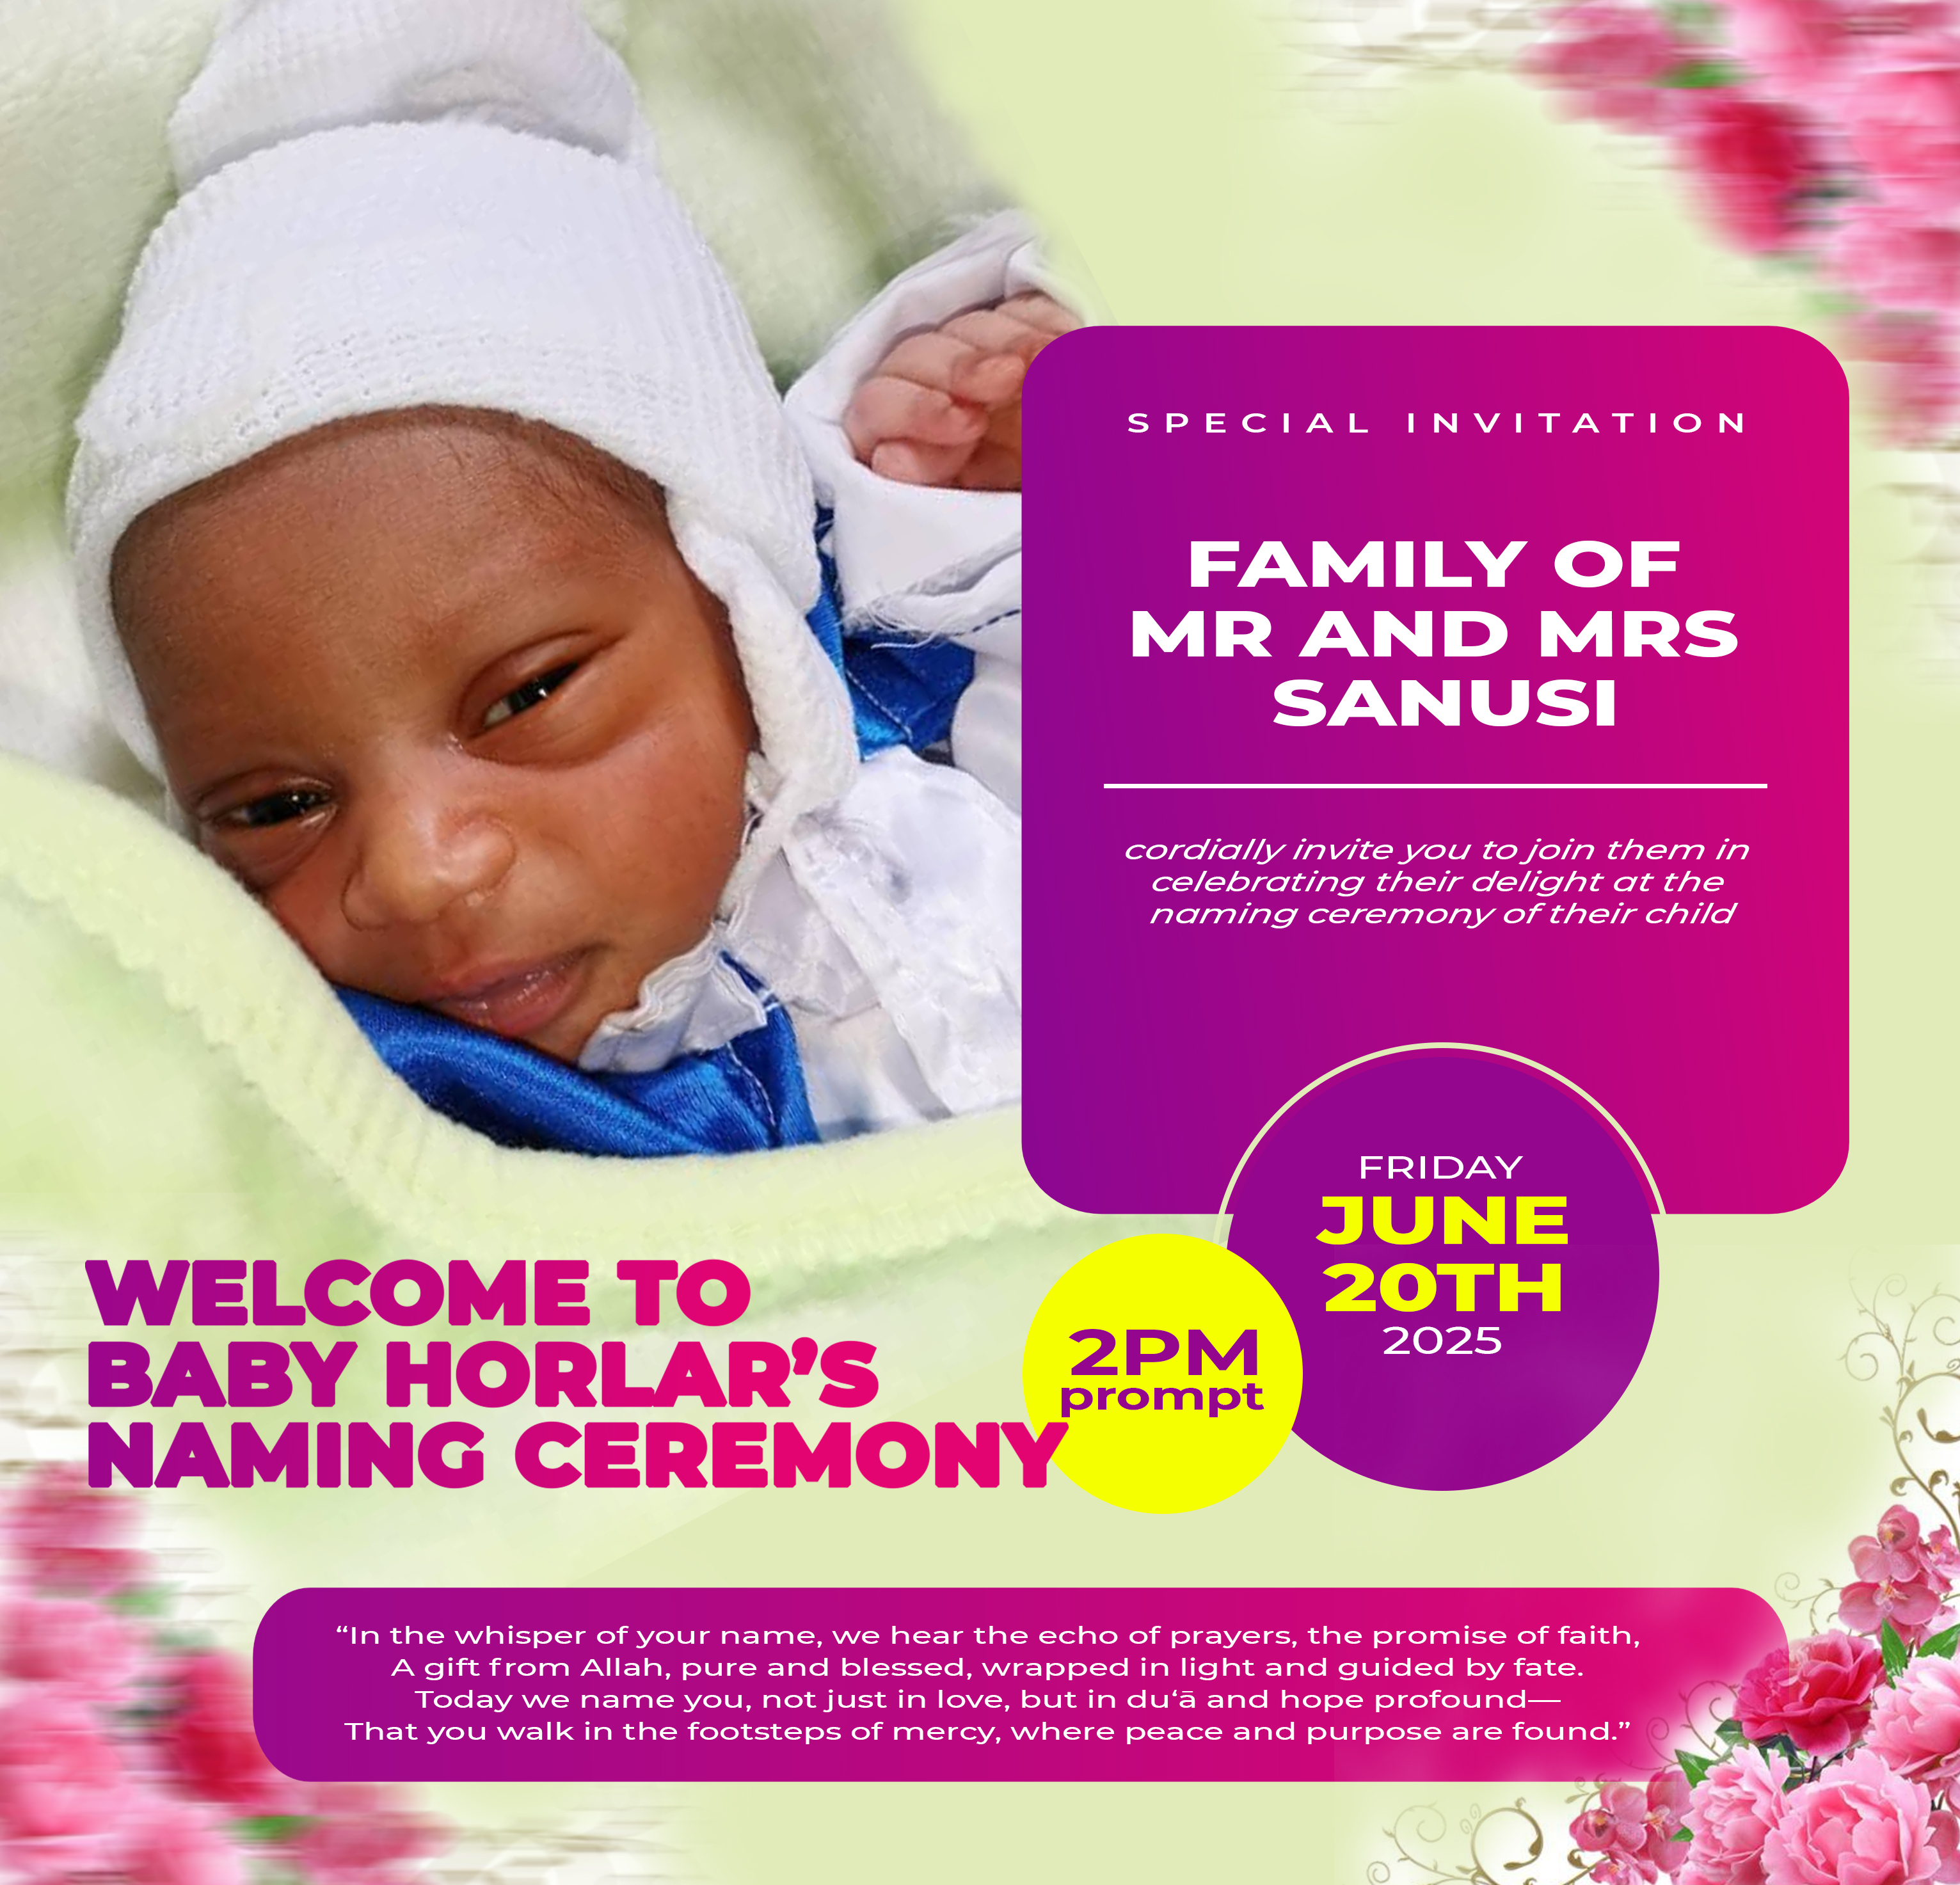 SPECIAL INVITATION
FAMILY OF
MR AND MRS
SANUSI
cordially invite you to join them in
celebrating their delight at the
naming ceremony of their child
FRIDAY
JUNE
20TH
2025
2PM
prompt
WELCOME TO
BABY HORLAR’S
NAMING CEREMONY
“In the whisper of your name, we hear the echo of prayers, the promise of faith,
A gift from Allah, pure and blessed, wrapped in light and guided by fate.
Today we name you, not just in love, but in du‘ā and hope profound—
That you walk in the footsteps of mercy, where peace and purpose are found.”